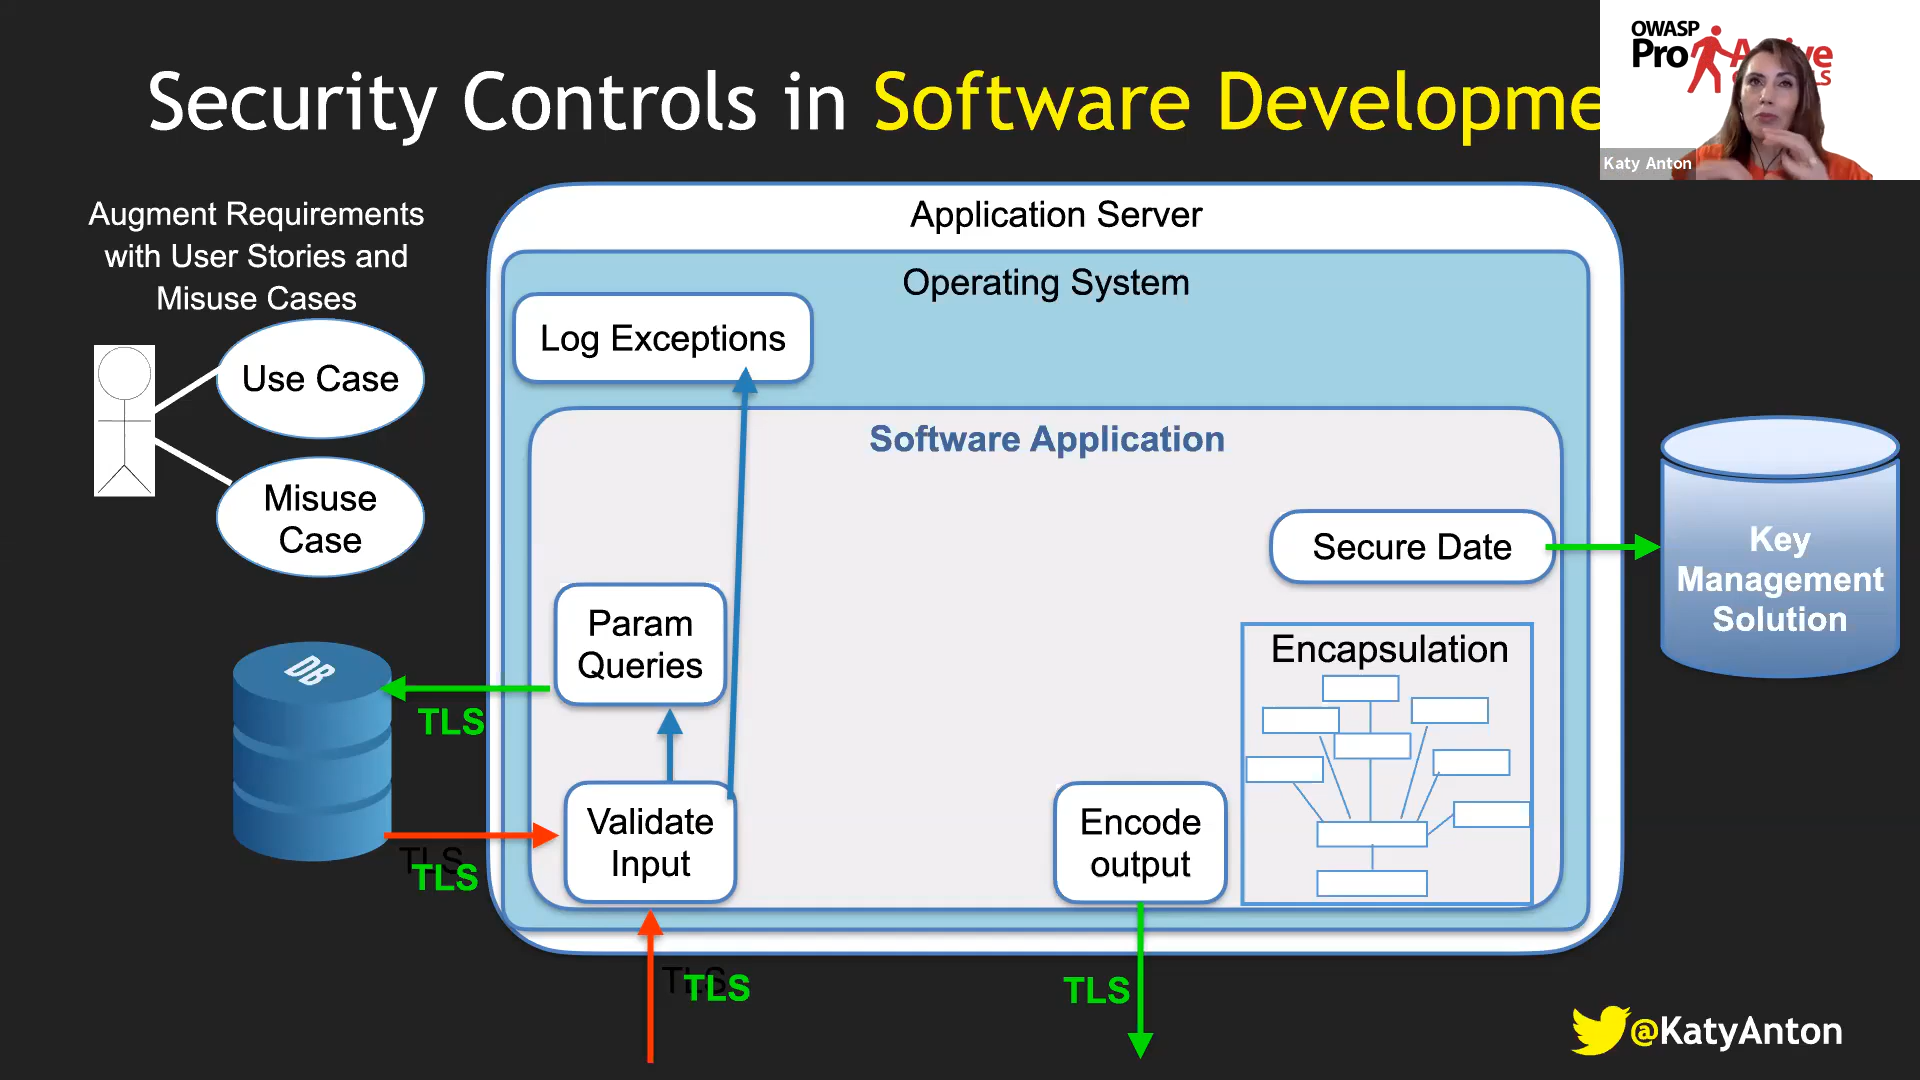 Security Controls in Software Developme
OWASP
Pro
Katy Anton
Augment Requirements
with User Stories and
Misuse Cases
Use Case
Misuse
Case
Application Server
Operating System
Log Exceptions
Software Application
Secure Date
Key
Management
Solution
Param
Queries
Encapsulation
DB
TLS
Validate
Input
Encode
output
TLS
TLS
TLS
TLS
TLS
@KatyAnton